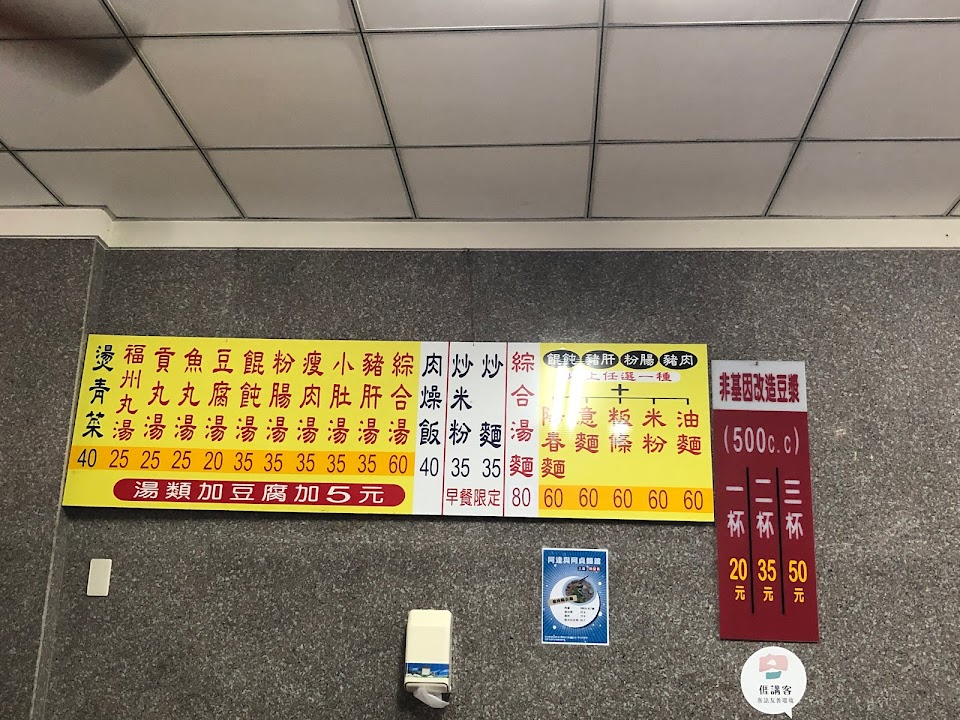 燙青菜 40
福州丸湯 25
貢丸湯 25
魚丸湯 25
豆腐湯 20
餛飩湯 35
粉腸湯 35
瘦肉湯 35
小肚湯 35
豬肝湯 35
綜合湯 60
湯類加豆腐加5元
肉燥飯 40
炒米粉 35
炒麵 35
早餐限定
綜合湯麵 80
餛飩 豬肝 粉腸 豬肉
以上任選一種
+
陽春麵 60
意麵 60
粄條 60
米粉 60
油麵 60
非基因改造豆漿
(500c.c)
一杯 20元
二杯 35元
三杯 50元
低講客